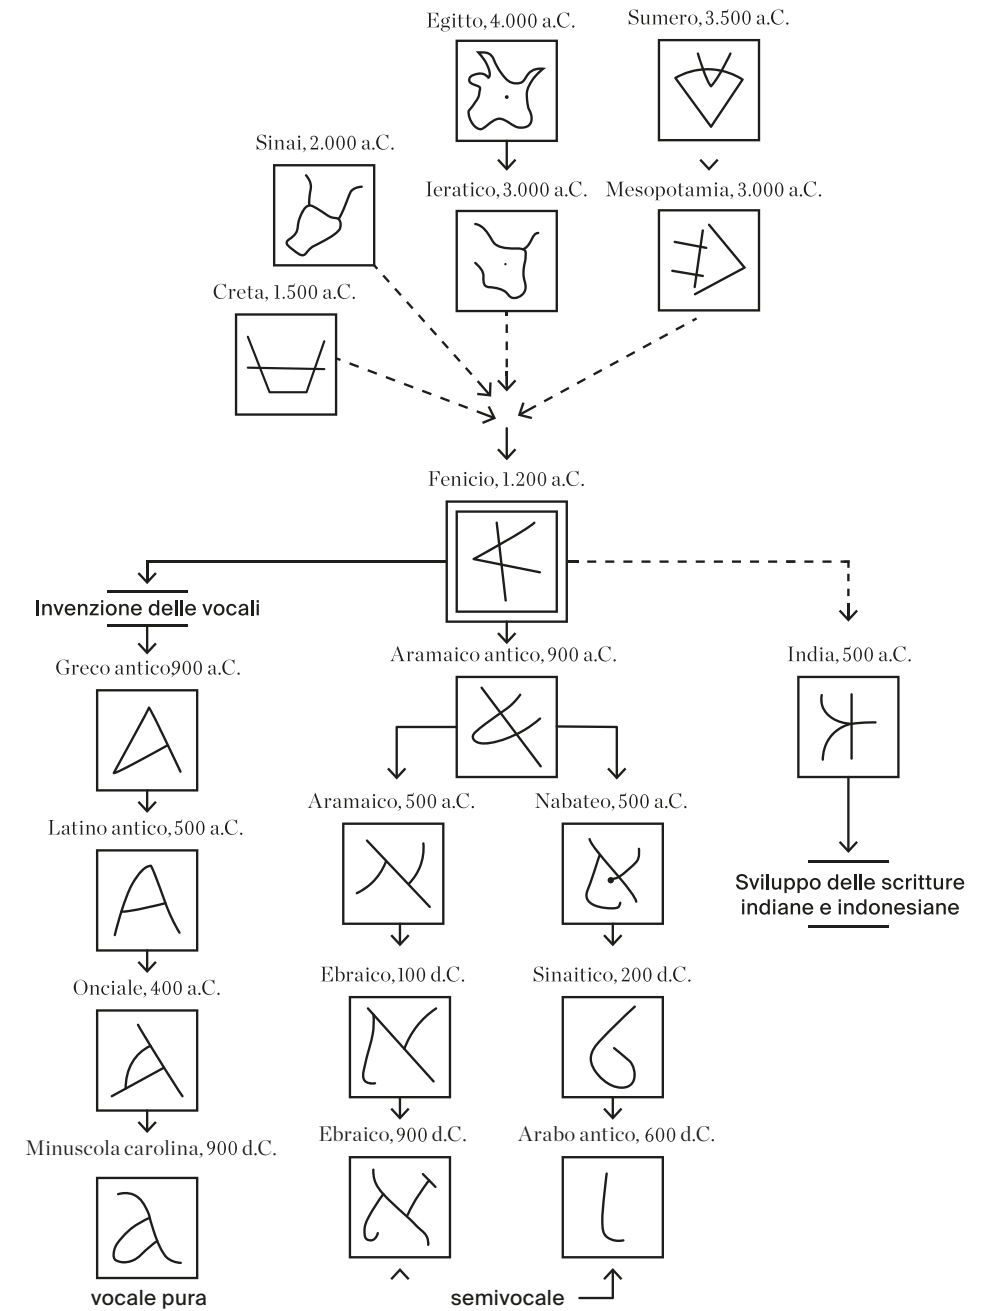 Egitto, 4.000 a.C.
Sumero, 3.500 a.C.
Sinai, 2.000 a.C.
Ieratico, 3.000 a.C.
Mesopotamia, 3.000 a.C.
Creta, 1.500 a.C.
Fenicio, 1.200 a.C.
Invenzione delle vocali
Greco antico,900 a.C.
Aramaico antico, 900 a.C.
India, 500 a.C.
Latino antico, 500 a.C.
Aramaico, 500 a.C.
Nabateo, 500 a.C.
Sviluppo delle scritture
indiane e indonesiane
Onciale, 400 a.C.
Ebraico, 100 d.C.
Sinaitico, 200 d.C.
Minuscola carolina, 900 d.C.
Ebraico, 900 d.C.
Arabo antico, 600 d.C.
vocale pura
semivocale